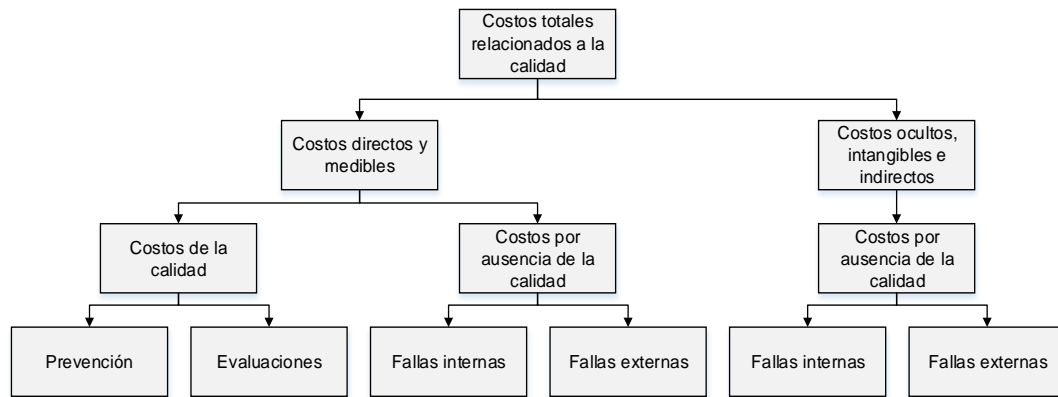 Costos totales
relacionados a la
calidad
Costos directos y
medibles
Costos ocultos,
intangibles e
indirectos
Costos de la
calidad
Costos por
ausencia de la
calidad
Costos por
ausencia de la
calidad
Prevención
Evaluaciones
Fallas internas
Fallas externas
Fallas internas
Fallas externas